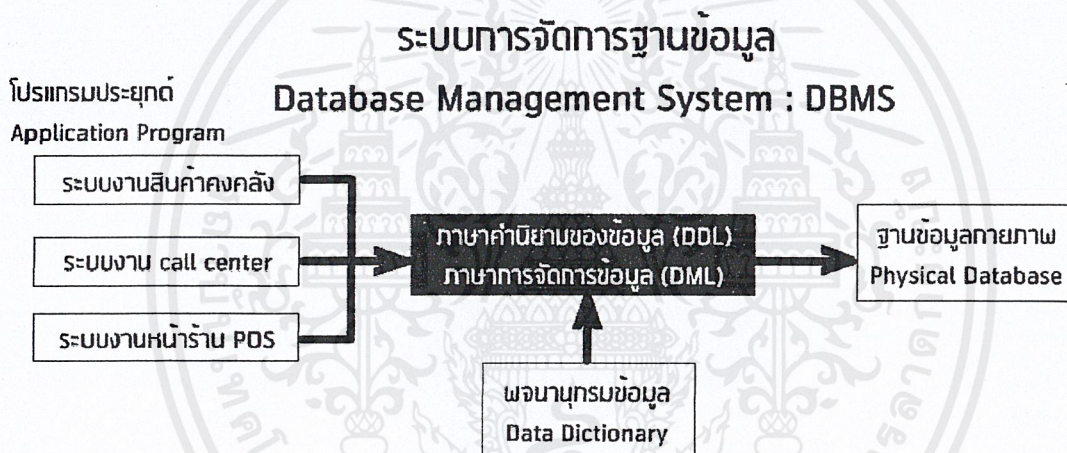 ระบบการจัดการฐานข้อมูล
Database Management System : DBMS
โปรแกรมประยุกต์
Application Program
ระบบงานสินค้าคงคลัง
ระบบงาน call center
ระบบงานหน้าร้าน POS
ภาษาคำนิยามของข้อมูล (DDL)
ภาษาการจัดการข้อมูล (DML)
ฐานข้อมูลกายภาพ
Physical Database
พจนานุกรมข้อมูล
Data Dictionary